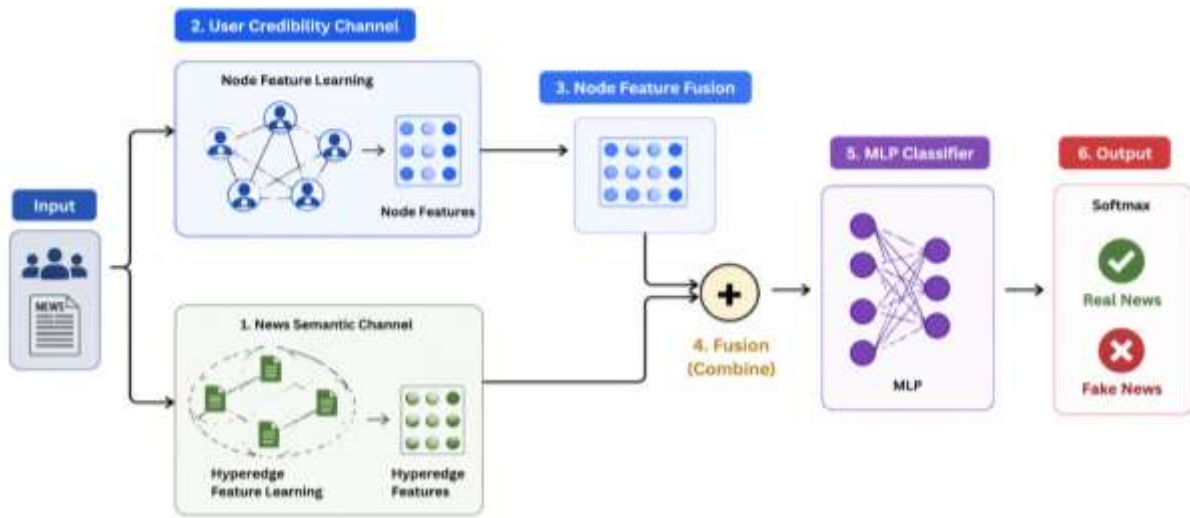 2. User Credibility Channel
Node Feature Learning
Node Features
3. Node Feature Fusion
Input
NEWS
1. News Semantic Channel
Hyperedge
Feature Learning
Hyperedge
Features
4. Fusion
(Combine)
5. MLP Classifier
MLP
6. Output
Softmax
Real News
Fake News